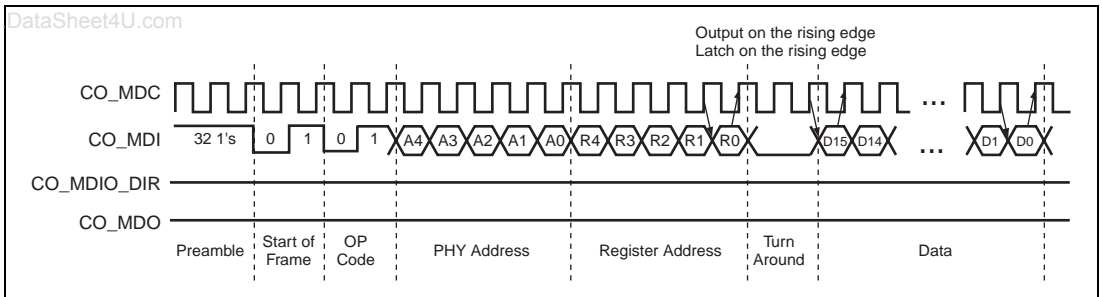 DataSheet4U.com
Output on the rising edge
Latch on the rising edge
CO_MDC
...
CO_MDI 32 1's 0 1 0 1 A4 A3 A2 A1 A0 R4 R3 R2 R1 R0 D15 D14 ... D1 D0
CO_MDIO_DIR
CO_MDO
Preamble Start of Frame OP Code PHY Address Register Address Turn Around Data